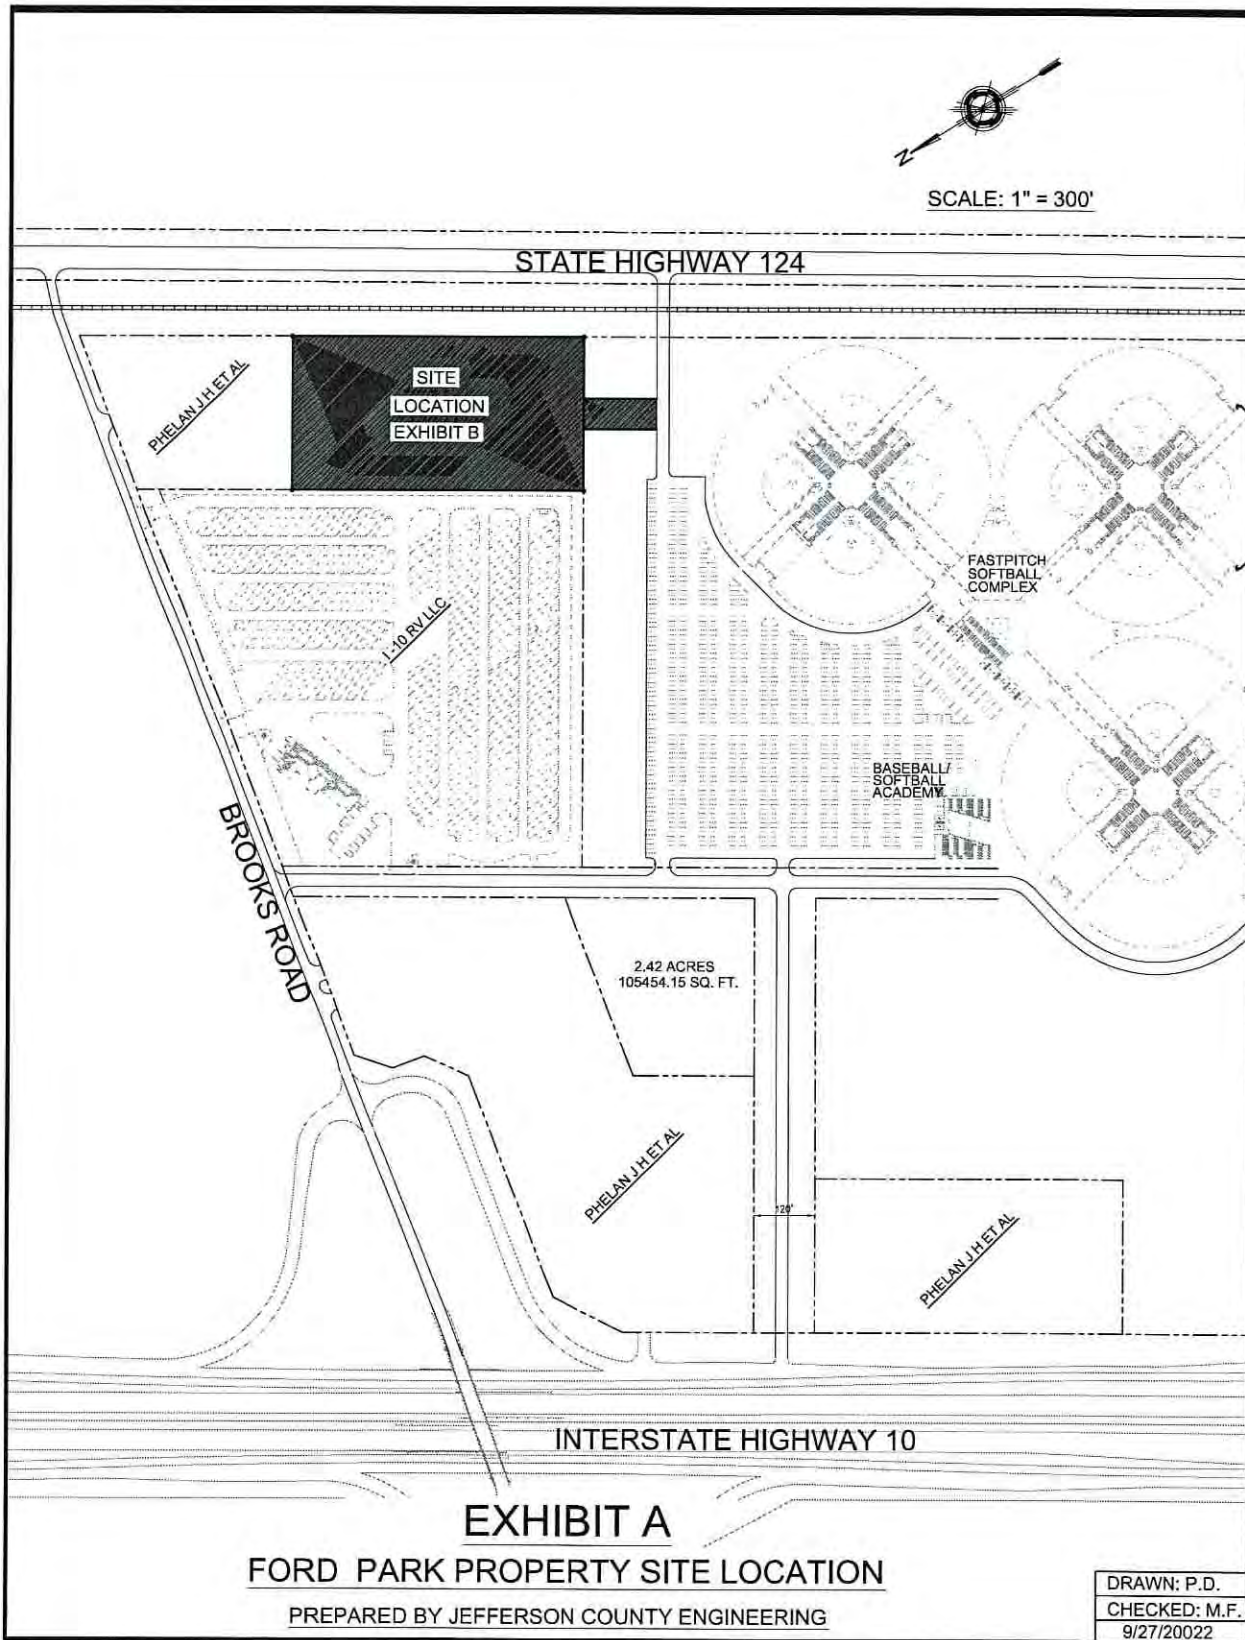 N
SCALE: 1" = 300'
STATE HIGHWAY 124
PHELAN J H ET AL
SITE
LOCATION
EXHIBIT B
I-10 RV LLC
FASTPITCH
SOFTBALL
COMPLEX
BASEBALL/
SOFTBALL
ACADEMY
BROOKS ROAD
2.42 ACRES
105454.15 SQ. FT.
PHELAN J H ET AL
120'
PHELAN J H ET AL
INTERSTATE HIGHWAY 10
EXHIBIT A
FORD PARK PROPERTY SITE LOCATION
PREPARED BY JEFFERSON COUNTY ENGINEERING
DRAWN: P.D.
CHECKED: M.F.
9/27/20022